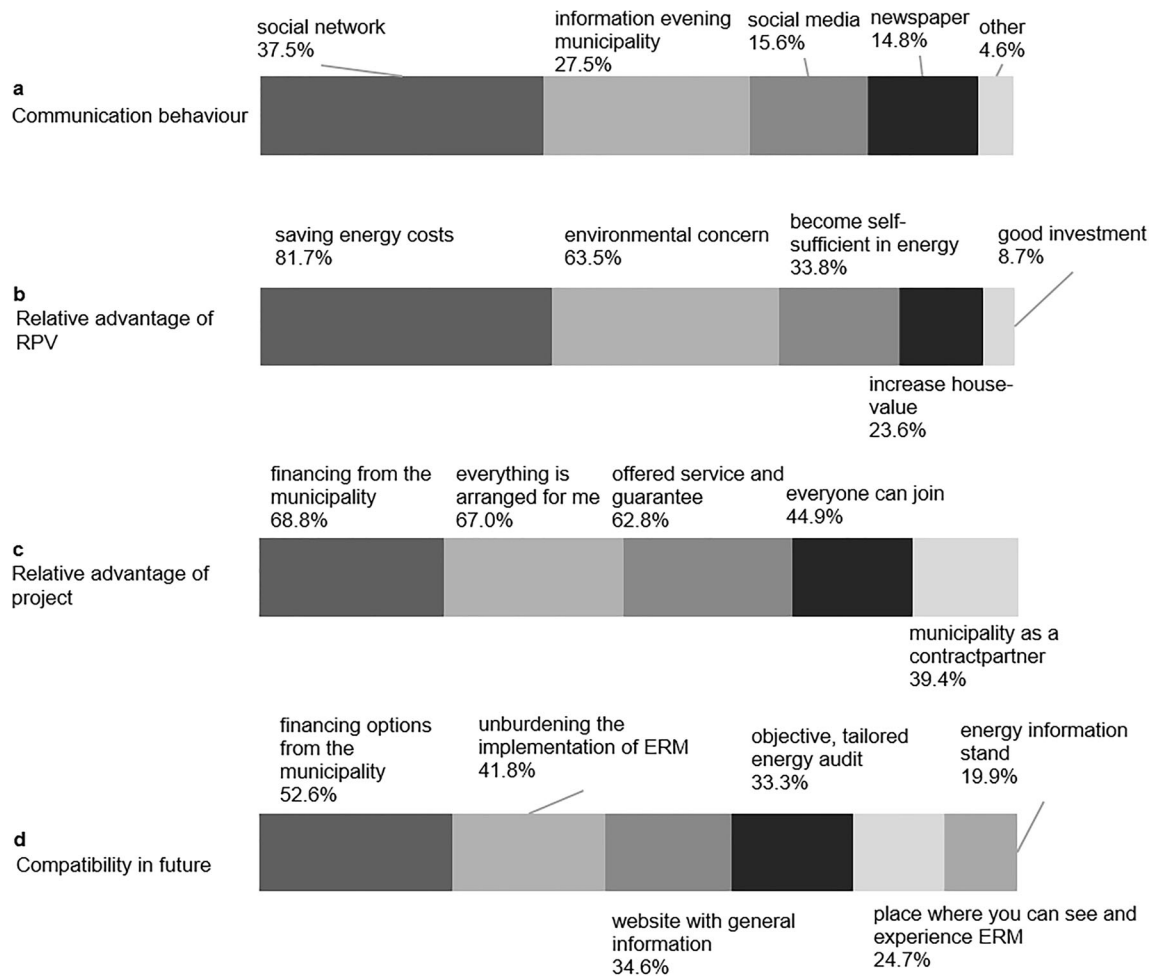 social network
37.5%
information evening
municipality
27.5%
social media
15.6%
newspaper
14.8%
other
4.6%
a
Communication behaviour
saving energy costs
81.7%
environmental concern
63.5%
become self-
sufficient in energy
33.8%
good investment
8.7%
b
Relative advantage of
RPV
increase house-
value
23.6%
financing from the
municipality
68.8%
everything is
arranged for me
67.0%
offered service and
guarantee
62.8%
everyone can join
44.9%
c
Relative advantage of
project
municipality as a
contractpartner
39.4%
financing options
from the
municipality
52.6%
unburdening the
implementation of ERM
41.8%
objective, tailored
energy audit
33.3%
energy information
stand
19.9%
d
Compatibility in future
website with general
information
34.6%
place where you can see and
experience ERM
24.7%